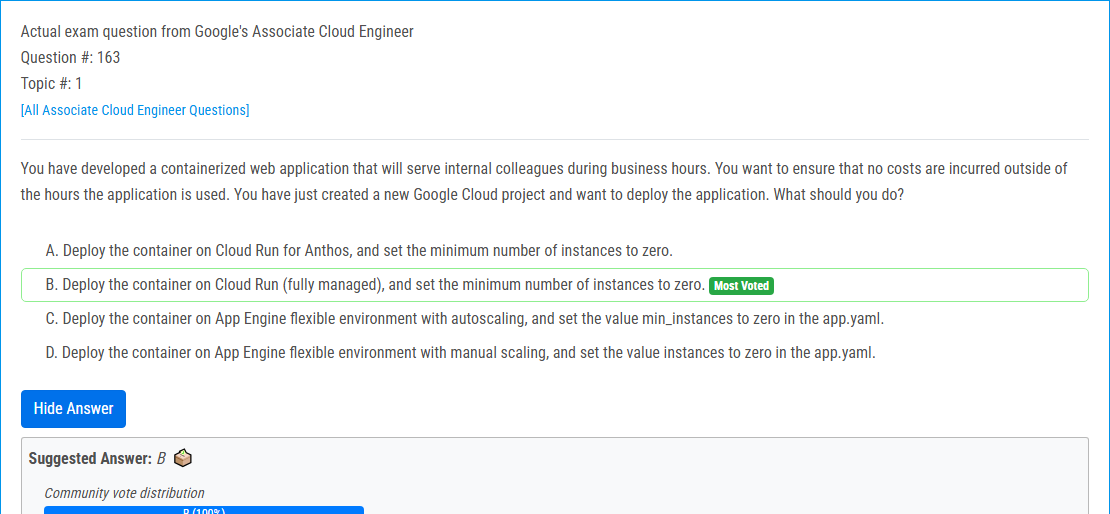 Actual exam question from Google's Associate Cloud Engineer
Question #: 163
Topic #: 1
[All Associate Cloud Engineer Questions]
You have developed a containerized web application that will serve internal colleagues during business hours. You want to ensure that no costs are incurred outside of
the hours the application is used. You have just created a new Google Cloud project and want to deploy the application. What should you do?
A. Deploy the container on Cloud Run for Anthos, and set the minimum number of instances to zero.
B. Deploy the container on Cloud Run (fully managed), and set the minimum number of instances to zero. Most Voted
C. Deploy the container on App Engine flexible environment with autoscaling, and set the value min_instances to zero in the app.yaml.
D. Deploy the container on App Engine flexible environment with manual scaling, and set the value instances to zero in the app.yaml.
Hide Answer
Suggested Answer: B
Community vote distribution
B (100%)